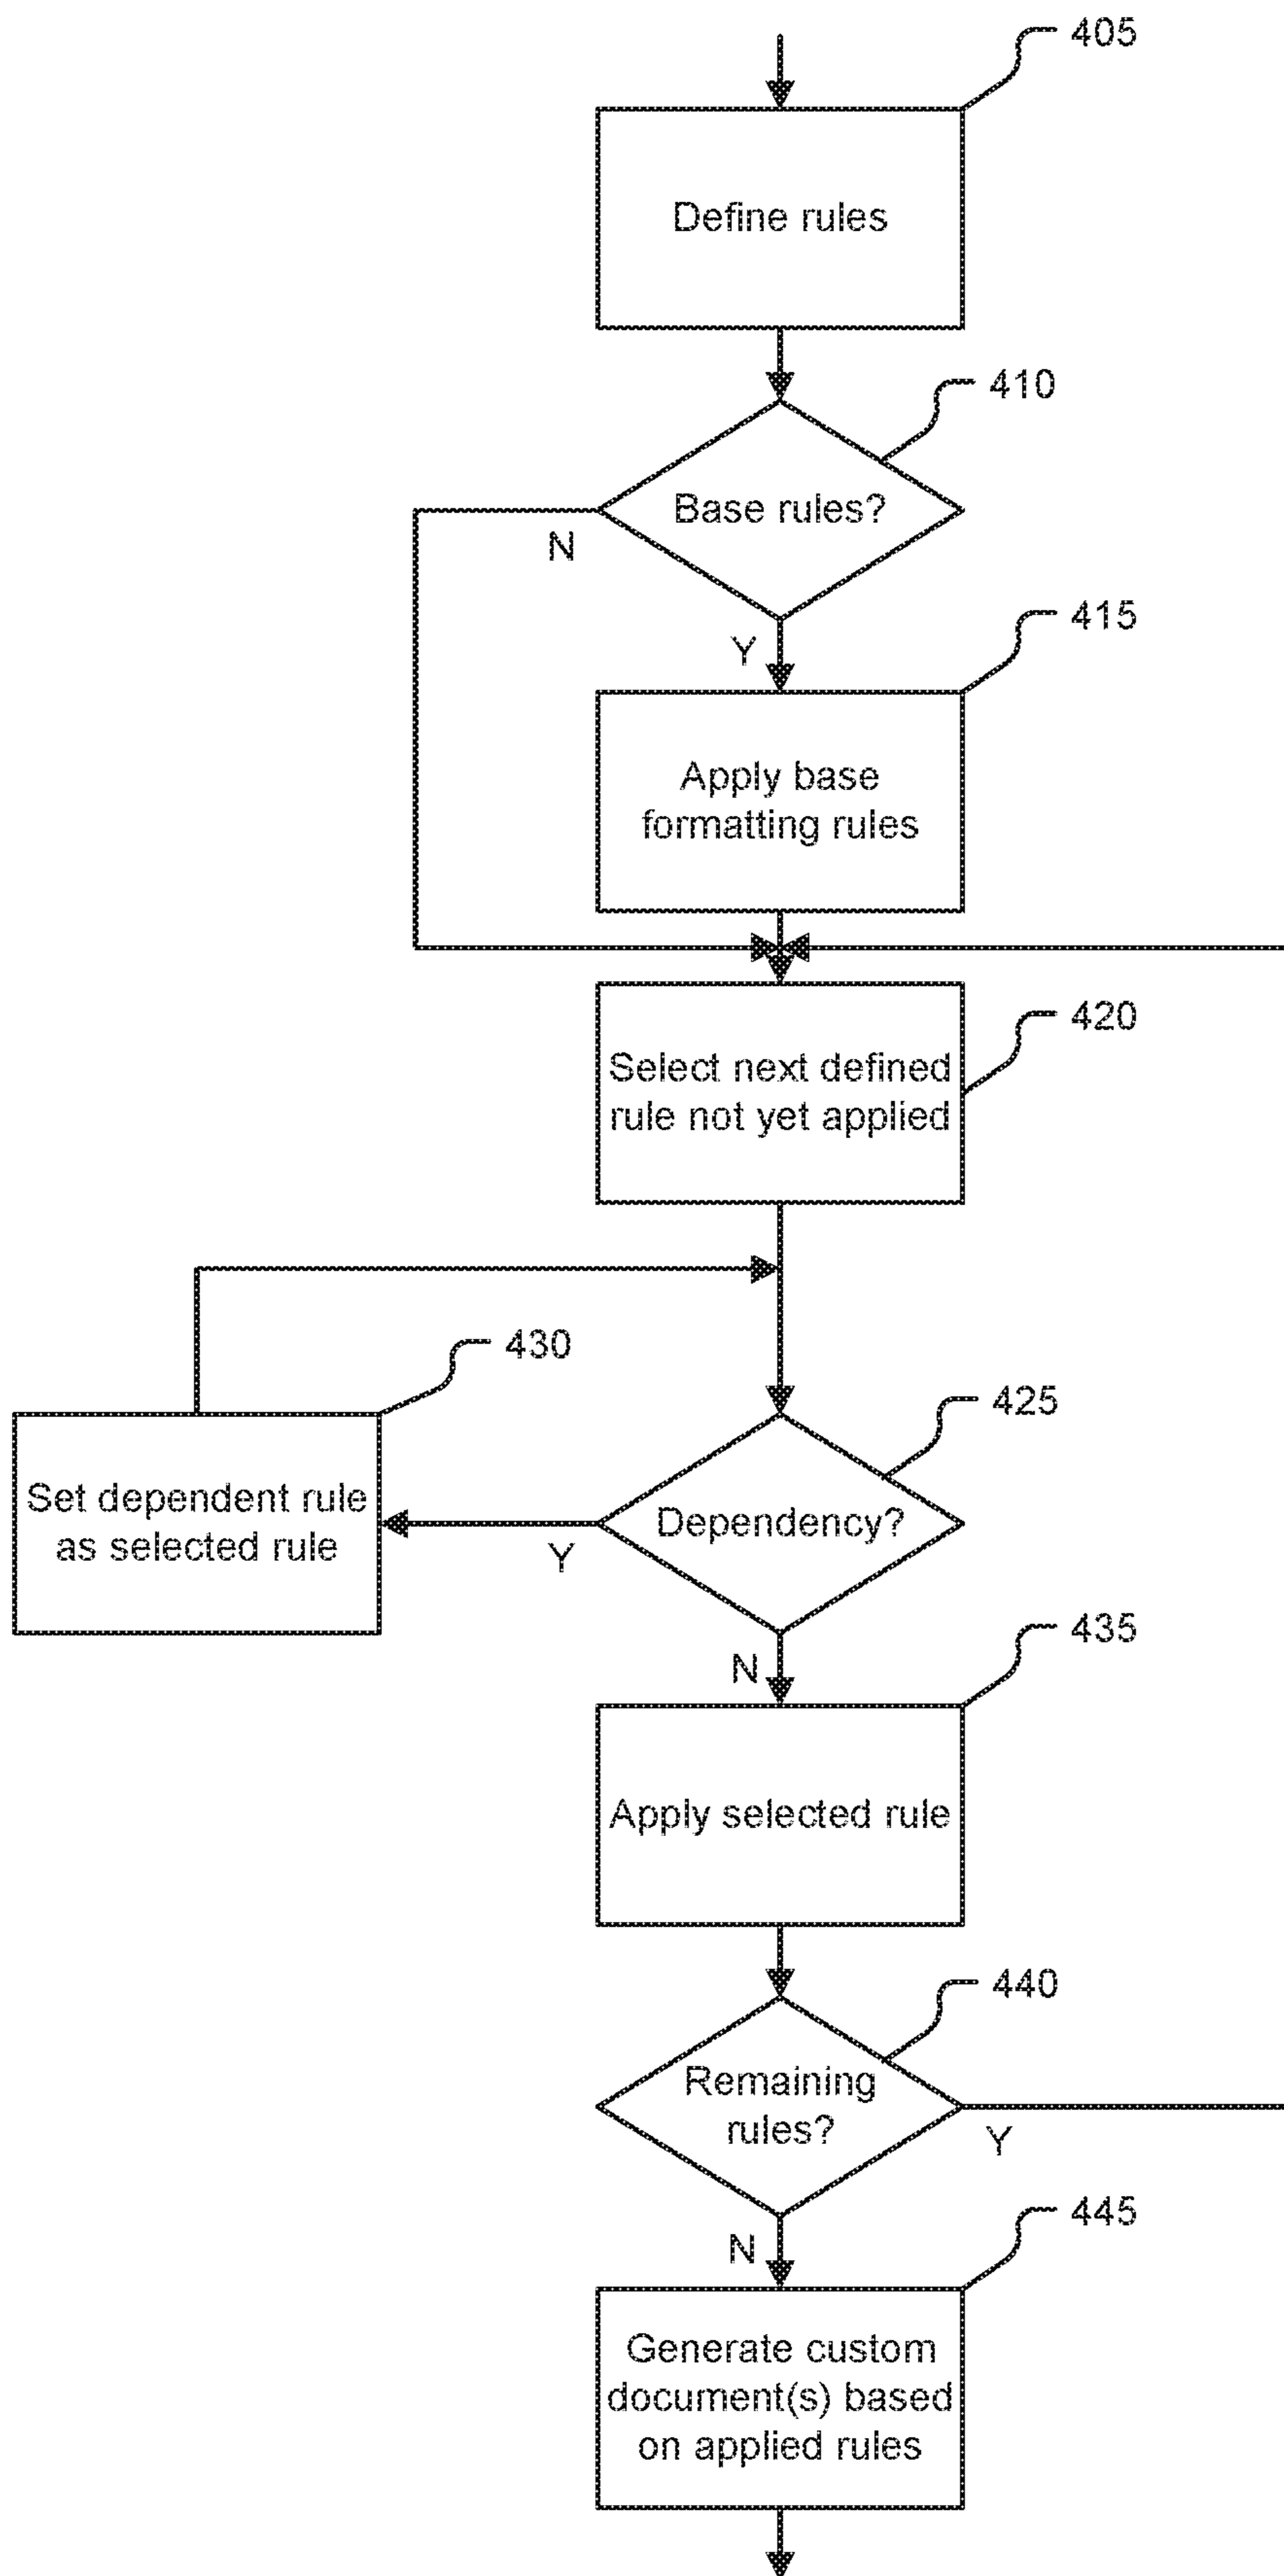 405
Define rules
410
Base rules?
N
415
Y
Apply base
formatting rules
420
Select next defined
rule not yet applied
430
425
Set dependent rule
as selected rule
Dependency?
Y
435
N
Apply selected rule
440
Remaining
rules?
Y
445
N
Generate custom
document(s) based
on applied rules